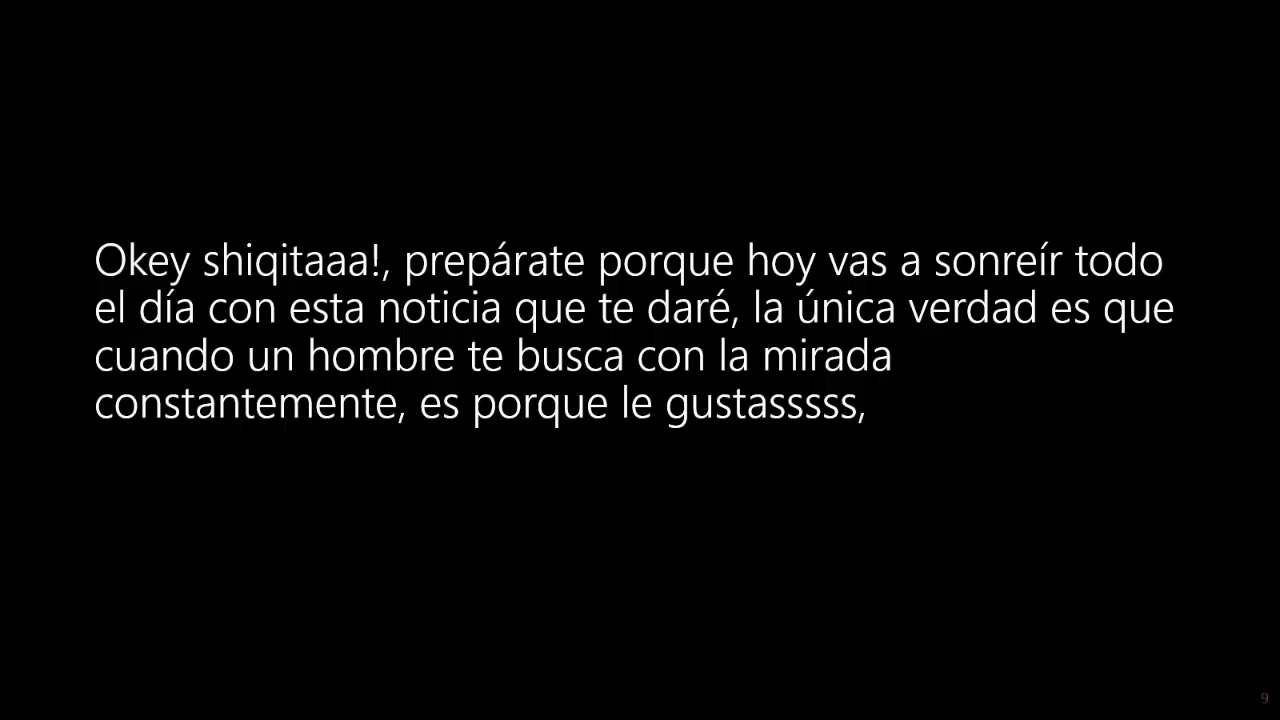 Okey shiqitaaa!, prepárate porque hoy vas a sonreír todo
el día con esta noticia que te daré, la única verdad es que
cuando un hombre te busca con la mirada
constantemente, es porque le gustasssss,
9